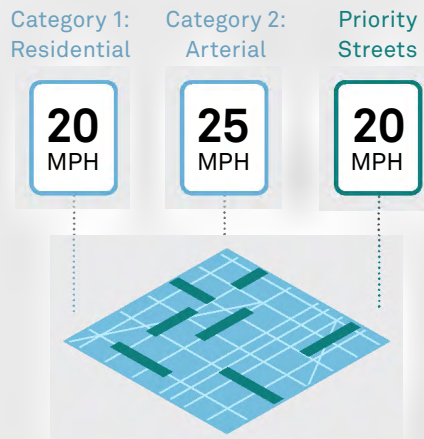 Category 1:
Residential
20
MPH
Category 2:
Arterial
25
MPH
Priority
Streets
20
MPH